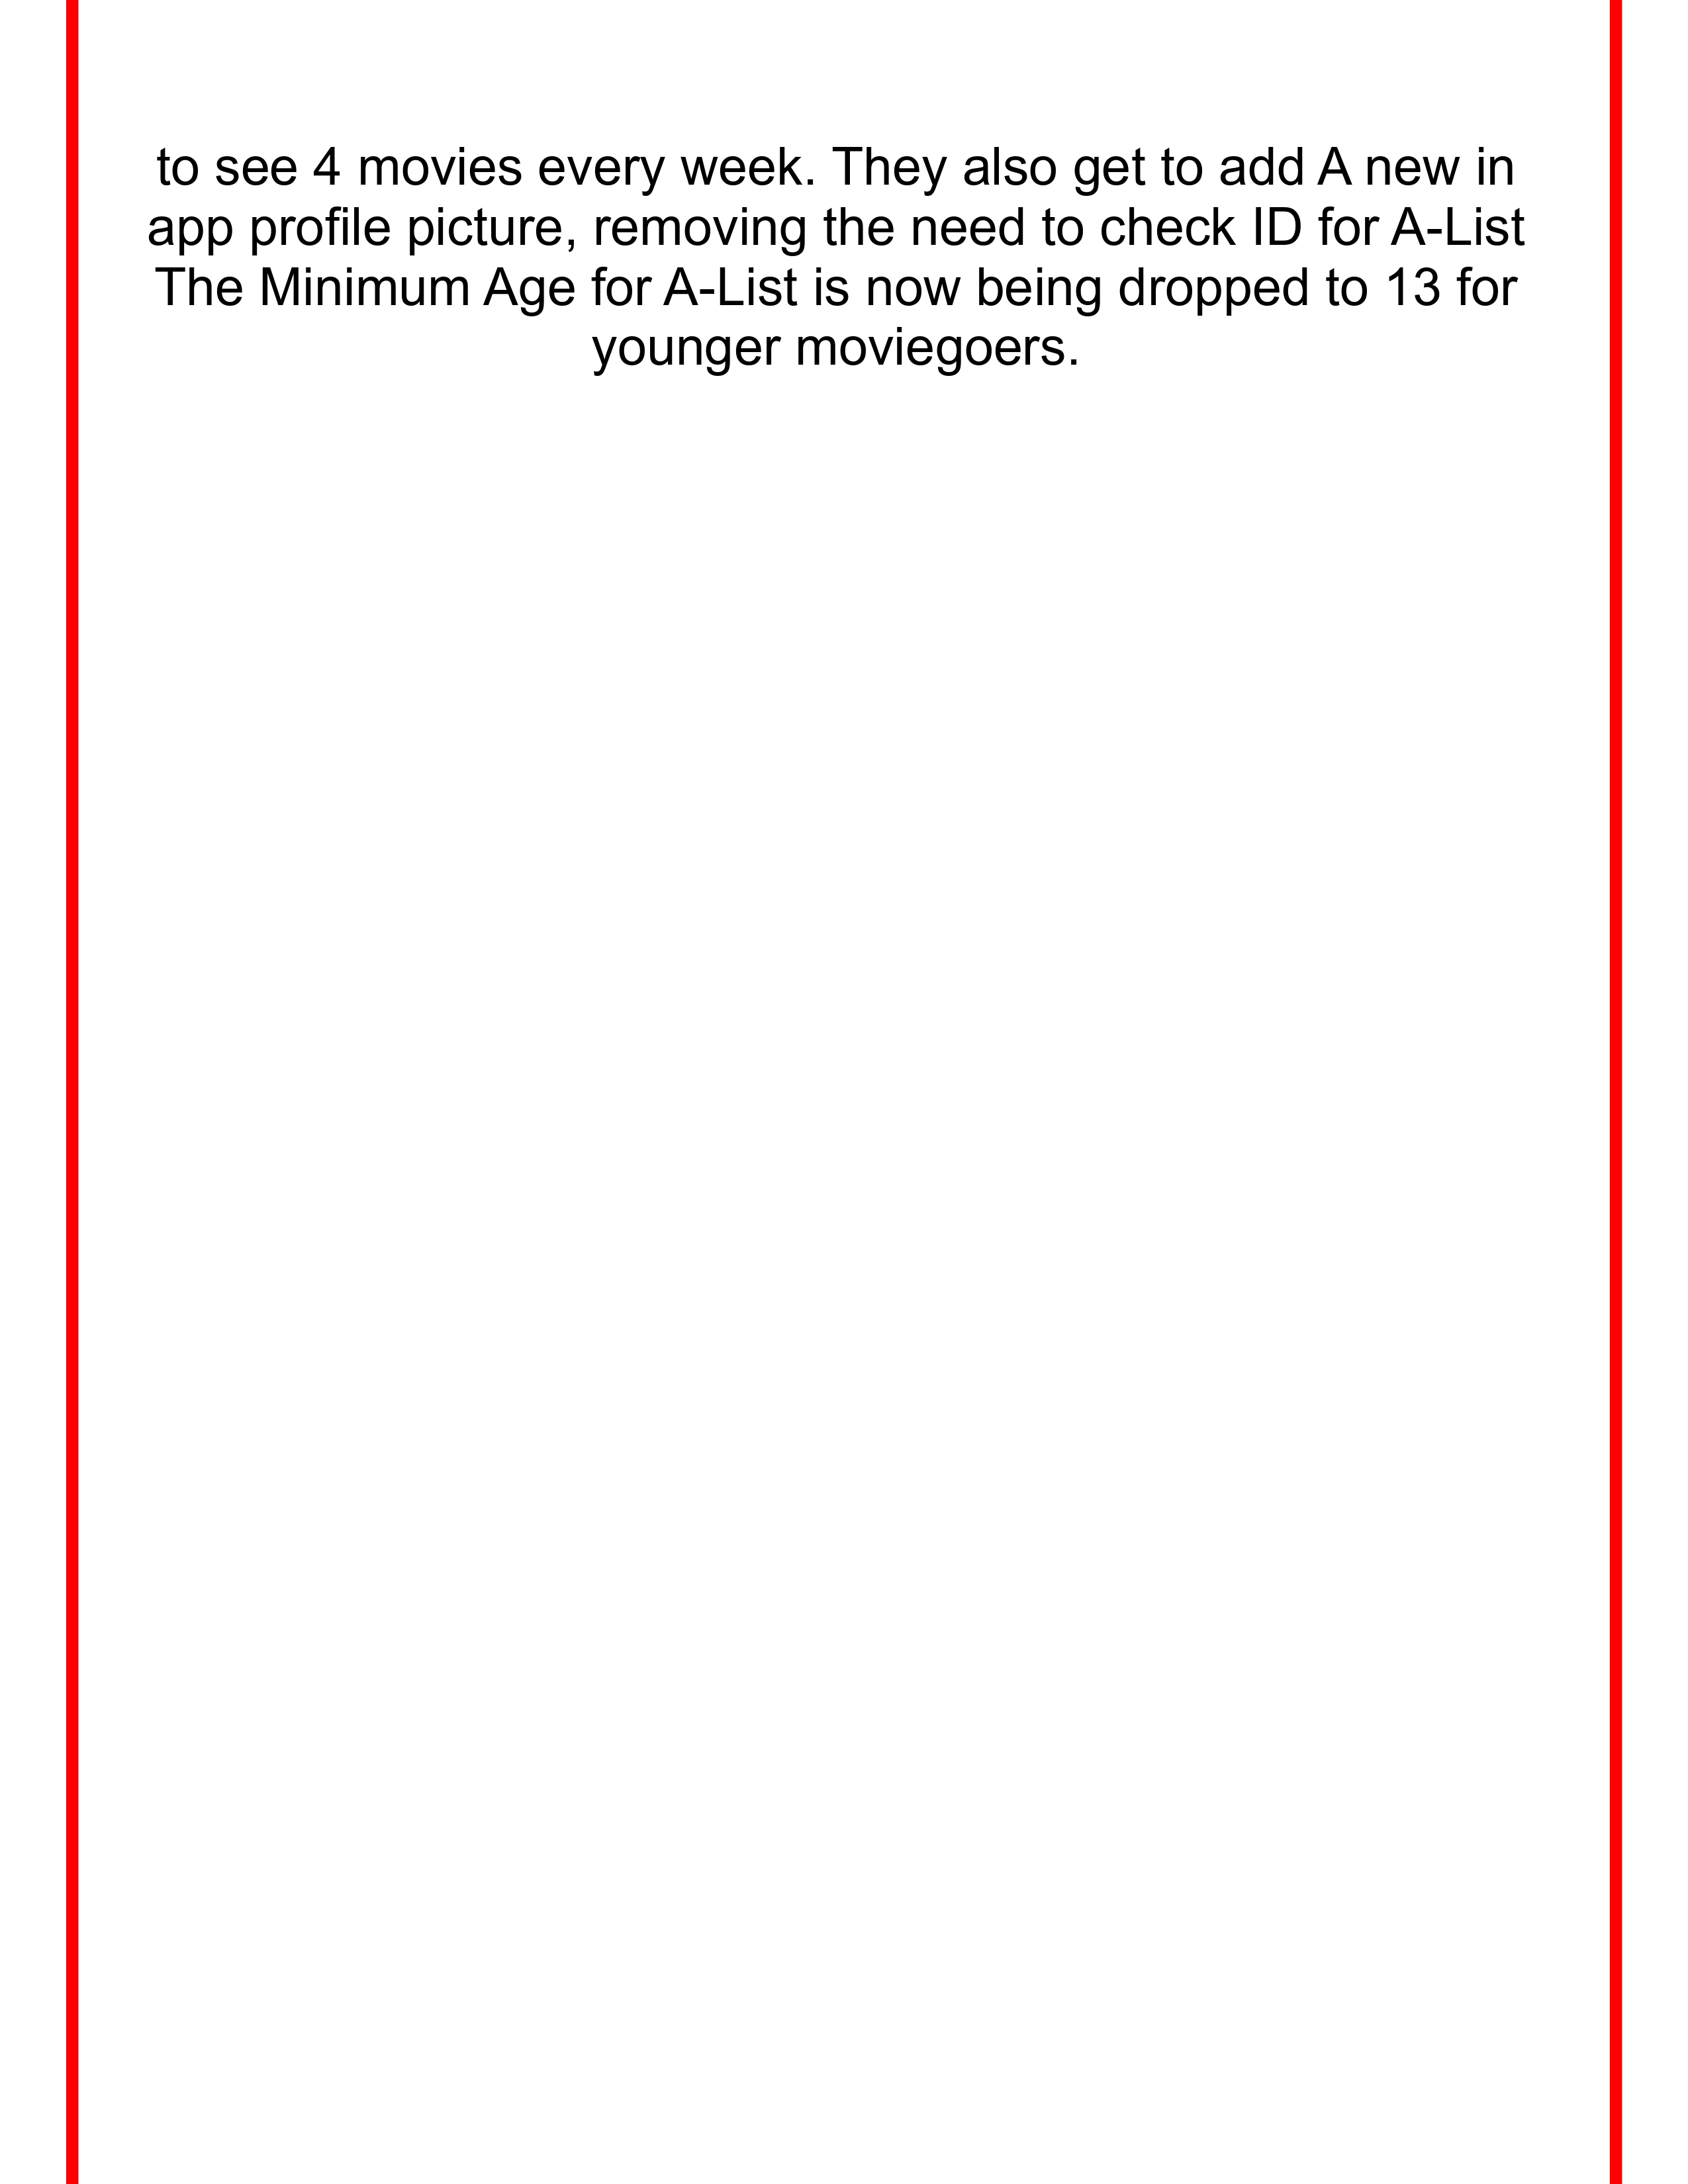 to see 4 movies every week. They also get to add A new in
app profile picture, removing the need to check ID for A-List
The Minimum Age for A-List is now being dropped to 13 for
younger moviegoers.